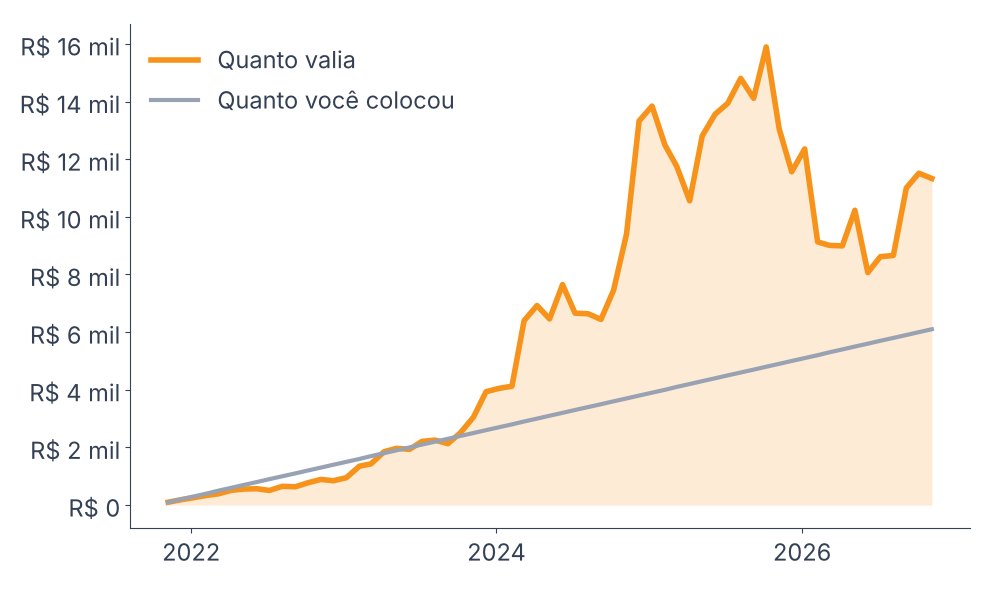 R$ 16 mil
Quanto valia
R$ 14 mil
Quanto você colocou
R$ 12 mil
R$ 10 mil
R$ 8 mil
R$ 6 mil
R$ 4 mil
R$ 2 mil
R$ 0
2022 2024 2026